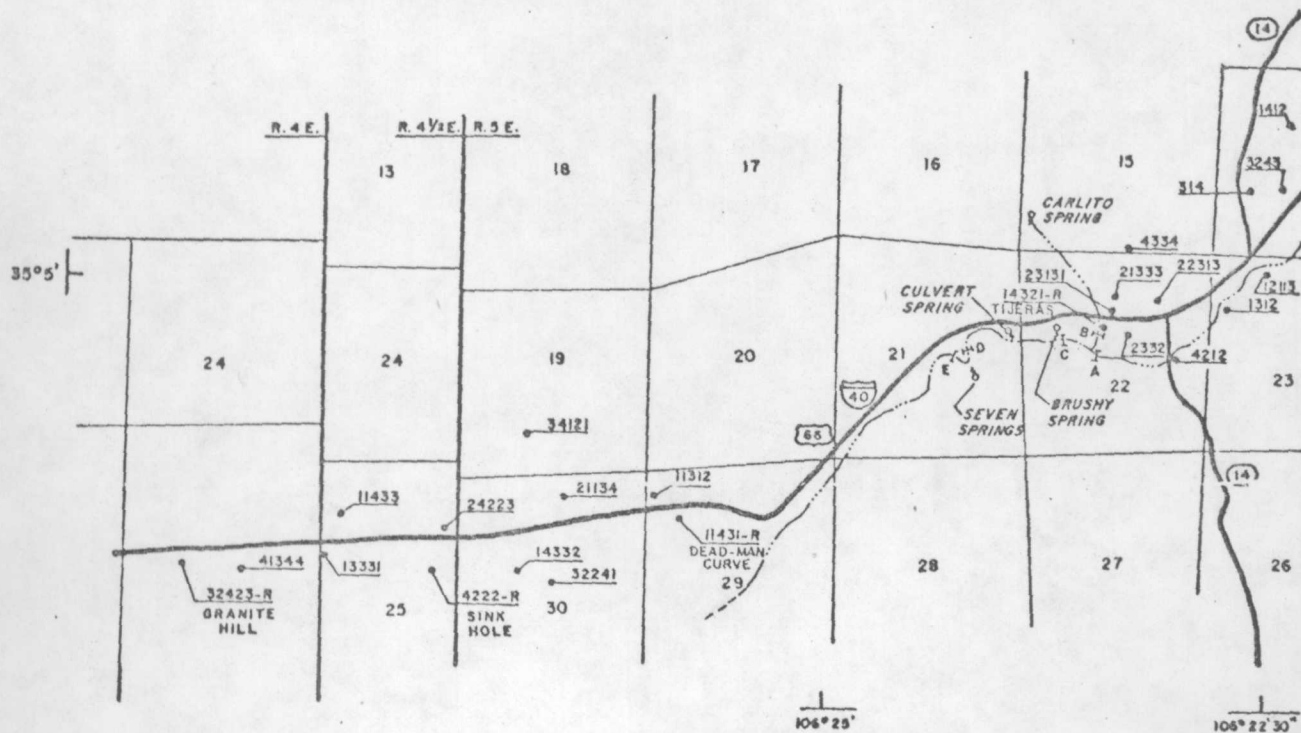 14
R. 4 E.
R. 4 1/2 E.
R. 5 E.
1412
13
18
17
16
15
3243
314
CARLITO
SPRING
4334
35°5'
23131
21333
22313
12113
1312
CULVERT
SPRING
14321-R
TIJERAS
B
2332
4212
24
24
19
20
21
D
E
C
A
22
23
40
SEVEN
SPRINGS
BRUSHY
SPRING
34121
66
14
11433
24223
21134
11312
11431-R
DEAD-MAN
CURVE
41344
13331
14332
32241
32423-R
GRANITE
HILL
25
4222-R
SINK
HOLE
30
29
28
27
26
106°25'
106°22'30"